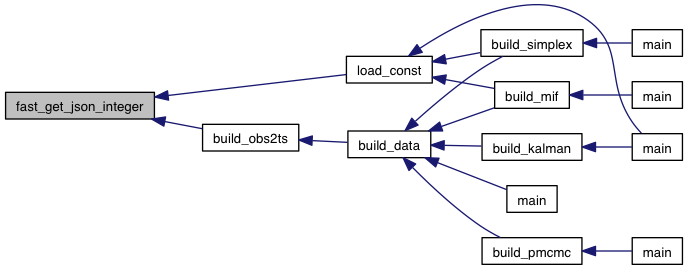 build_simplex
main
load_const
build_mif
main
fast_get_json_integer
build_obs2ts
build_data
build_kalman
main
main
build_pmcmc
main